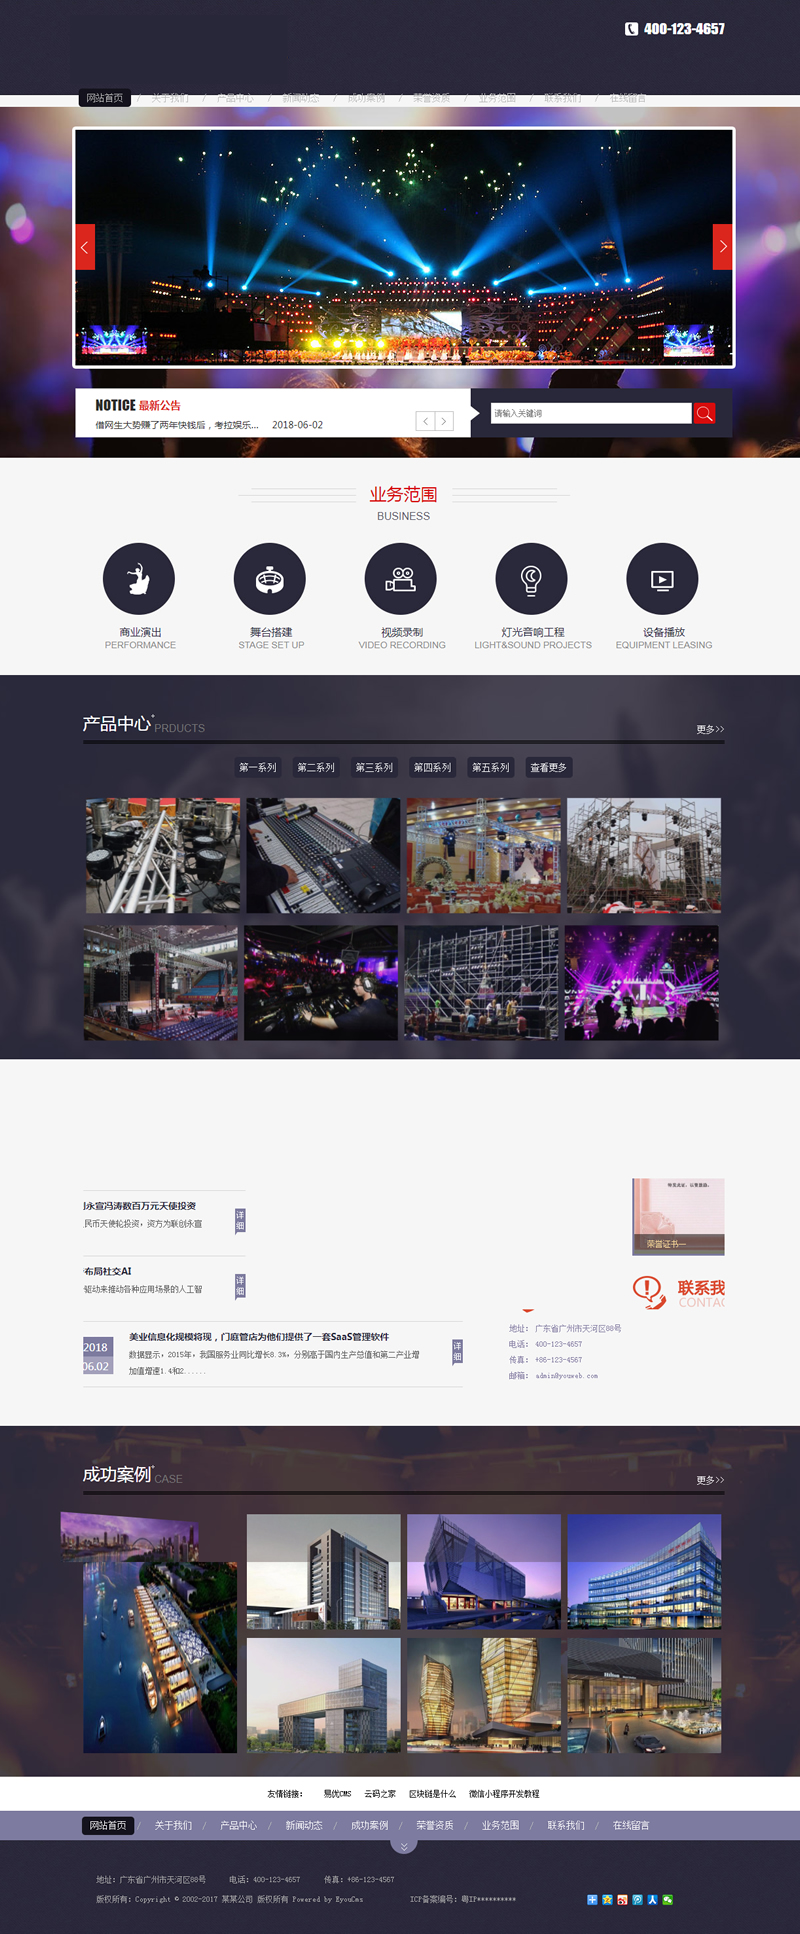 400-123-4657
网站首页 / 关于我们 / 产品中心 / 新闻动态 / 成功案例 / 荣誉资质 / 业务范围 / 联系我们 / 在线留言
NOTICE 最新公告
借网生大势赚了两年快钱后，考拉娱乐... 2018-06-02
请输入关键词
业务范围
BUSINESS
商业演出 舞台搭建 视频录制 灯光音响工程 设备播放
PERFORMANCE STAGE SET UP VIDEO RECORDING LIGHT&SOUND PROJECTS EQUIPMENT LEASING
产品中心 PRDUCTS 更多>>
第一系列 第二系列 第三系列 第四系列 第五系列 查看更多
永宣冯涛数百万元天使投资
民币天使轮投资，资方为联创永宣
详细
布局社交AI
驱动来推动各种应用场景的人工智
详细
2018
06.02
美业信息化规模将现，门庭管店为他们提供了一套SaaS管理软件
数据显示，2015年，我国服务业同比增长8.3%，分别高于国内生产总值和第二产业增
加值增速1.4和2......
详细
荣誉证书一
联系我
CONTAC
地址： 广东省广州市天河区88号
电话： 400-123-4657
传真： +86-123-4567
邮箱： admin@youweb.com
成功案例 CASE 更多>>
Hilton
友情链接： 易优CMS 云码之家 区块链是什么 微信小程序开发教程
网站首页 / 关于我们 / 产品中心 / 新闻动态 / 成功案例 / 荣誉资质 / 业务范围 / 联系我们 / 在线留言
地址：广东省广州市天河区88号 电话：400-123-4657 传真：+86-123-4567
版权所有：Copyright © 2002-2017 某某公司 版权所有 Powered by EyouCms ICP备案编号：粤IP**********